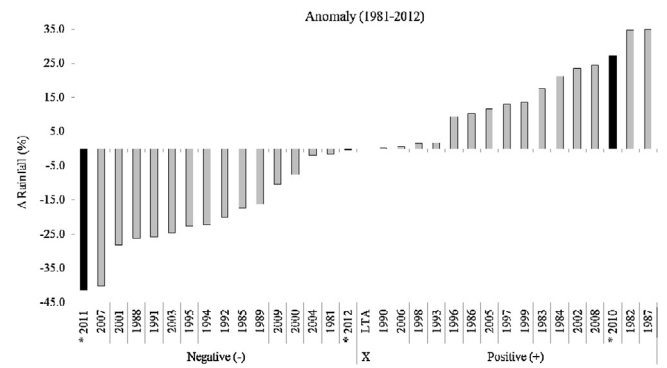 Anomaly (1981-2012)
35.0
25.0
15.0
5.0
-5.0
-15.0
-25.0
-35.0
-45.0
Δ Rainfall (%)
* 2011 2007 2001 1988 1991 2003 1995 1994 1992 1985 1989 2009 2000 2004 1981 * 2012 LTA 1990 2006 1998 1993 1996 1986 2005 1997 1999 1983 1984 2002 2008 * 2010 1982 1987
Negative (-) X Positive (+)